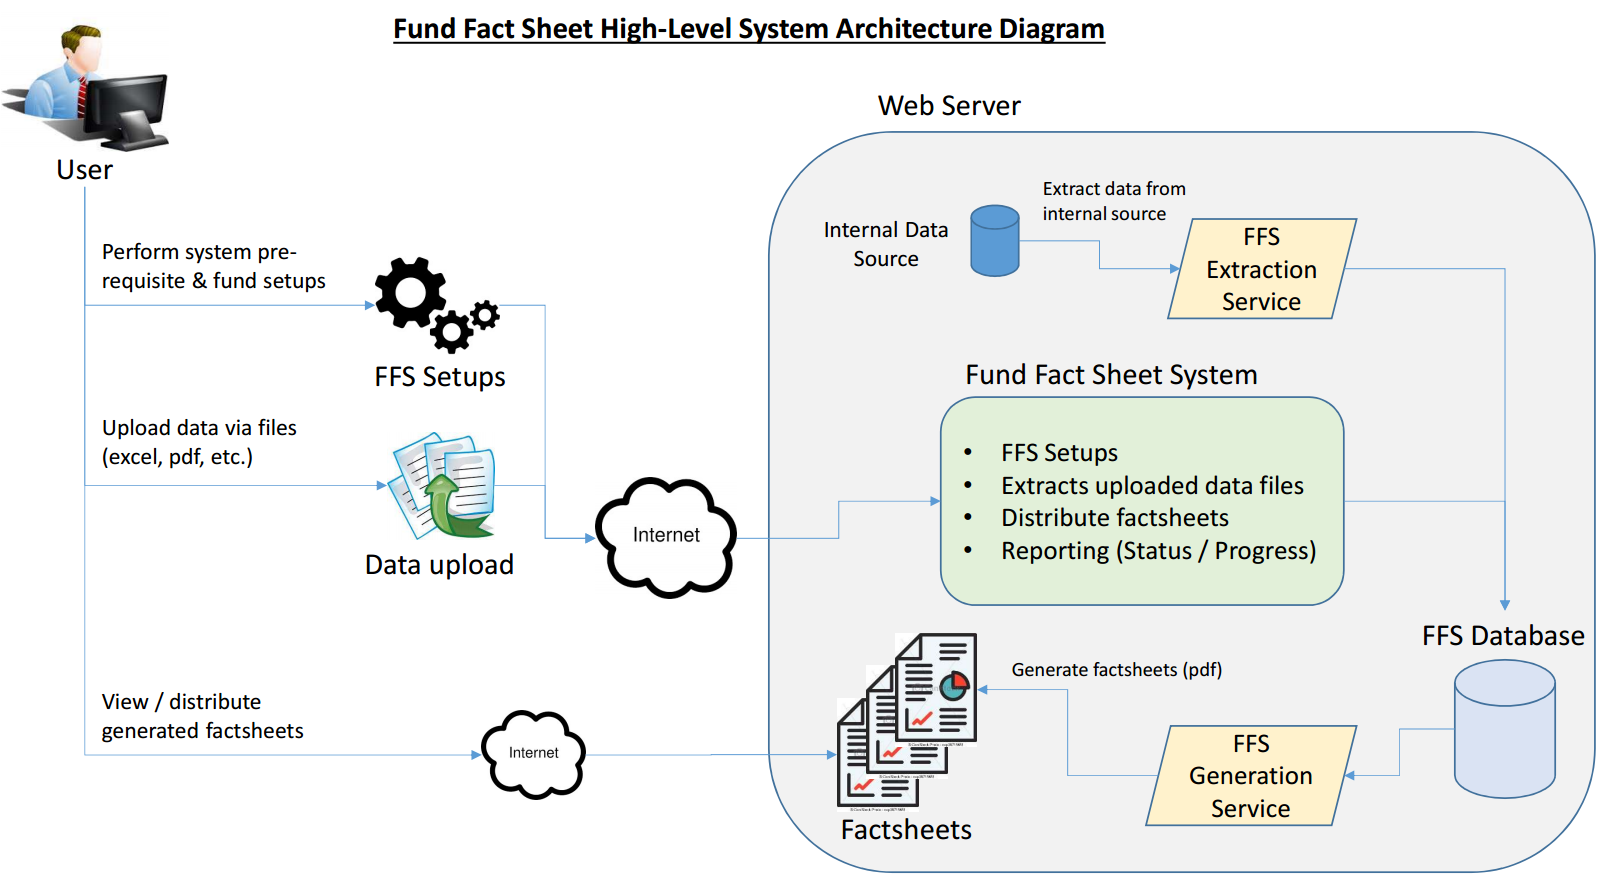 Fund Fact Sheet High-Level System Architecture Diagram
Web Server
User
Extract data from
internal source
Internal Data
Source
FFS
Extraction
Service
Perform system pre-
requisite & fund setups
FFS Setups
Fund Fact Sheet System
• FFS Setups
• Extracts uploaded data files
• Distribute factsheets
• Reporting (Status / Progress)
Upload data via files
(excel, pdf, etc.)
Data upload
Internet
FFS Database
Generate factsheets (pdf)
View / distribute
generated factsheets
Internet
FFS
Generation
Service
Factsheets